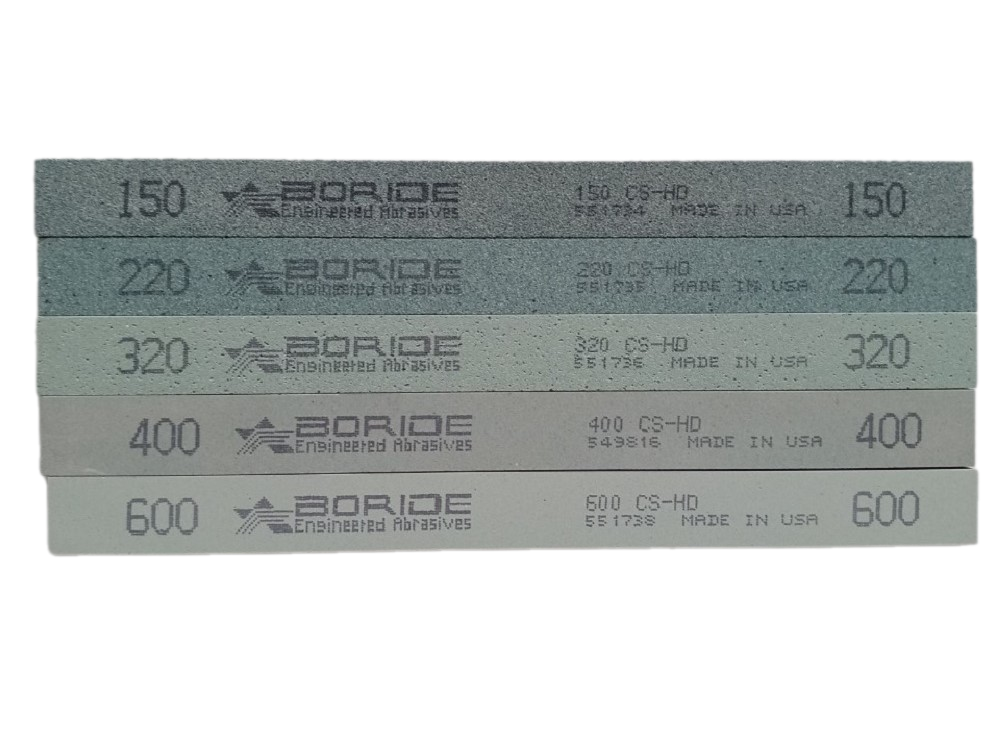 150 BORIDE 150 CS-HD 150
Engineered Abrasives 551734 MADE IN USA
220 BORIDE 220 CS-HD 220
Engineered Abrasives 551735 MADE IN USA
320 BORIDE 320 CS-HD 320
Engineered Abrasives 551736 MADE IN USA
400 BORIDE 400 CS-HD 400
Engineered Abrasives 549816 MADE IN USA
600 BORIDE 600 CS-HD 600
Engineered Abrasives 551738 MADE IN USA